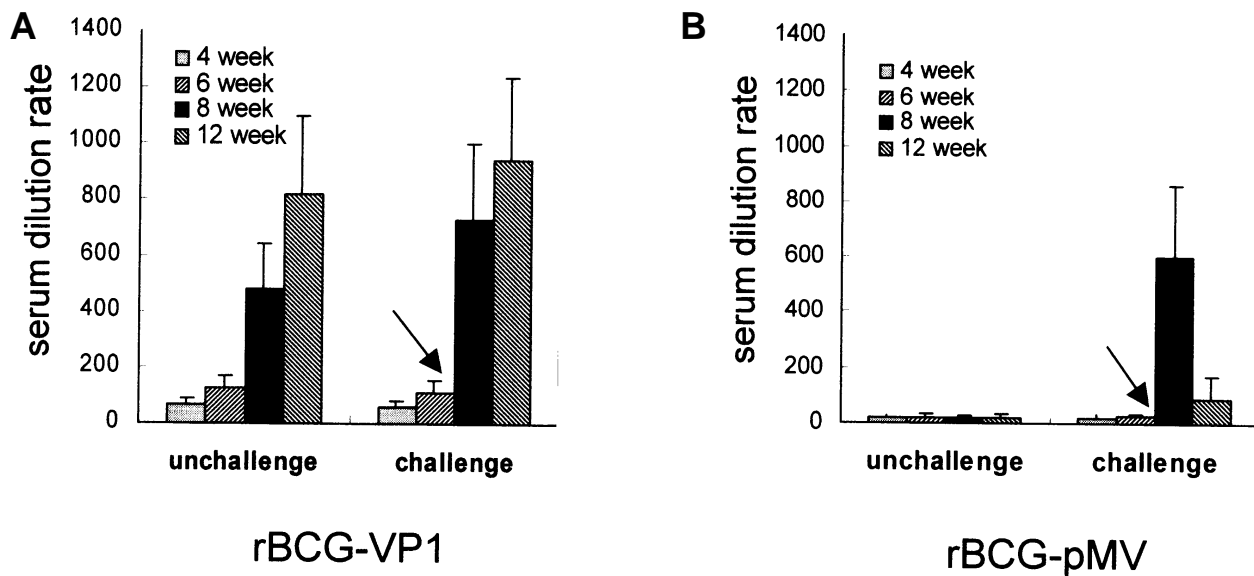 A
serum dilution rate
1400
1200
1000
800
600
400
200
0
4 week
6 week
8 week
12 week
unchallenge
challenge
rBCG-VP1
B
serum dilution rate
1400
1200
1000
800
600
400
200
0
4 week
6 week
8 week
12 week
unchallenge
challenge
rBCG-pMV